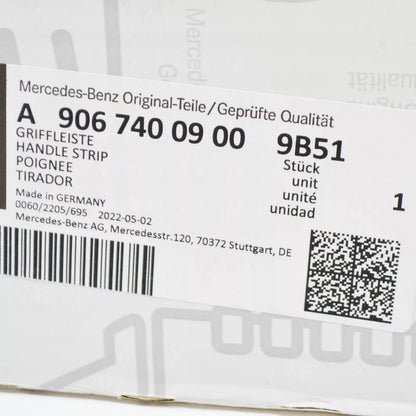 Mercedes-Benz Original-Teile/Geprüfte Qualität
A 906 740 09 00 9B51
GRIFFLEISTE Stück
HANDLE STRIP unit
POIGNEE unité
TIRADOR unidad 1
Made in GERMANY
0060/2205/695 2022-05-02
Mercedes-Benz AG, Mercedesstr.120, 70372 Stuttgart, DE